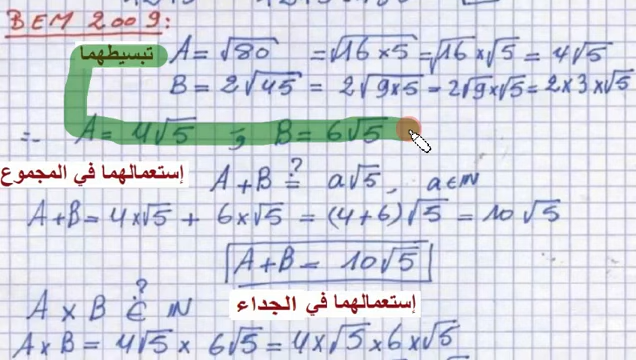 BEM 2009:
تبسيطهما A = √80 = √16×5 = √16 × √5 = 4√5
B = 2√45 = 2√9×5 = 2√9×√5 = 2×3×√5
∴ A = 4√5 ; B = 6√5
إستعمالهما في المجموع A+B ?= a√5, a∈ℕ
A+B = 4×√5 + 6×√5 = (4+6)√5 = 10√5
A+B = 10√5
إستعمالهما في الجداء
A × B ?∈ ℕ
A×B = 4√5 × 6√5 = 4×√5×6×√5